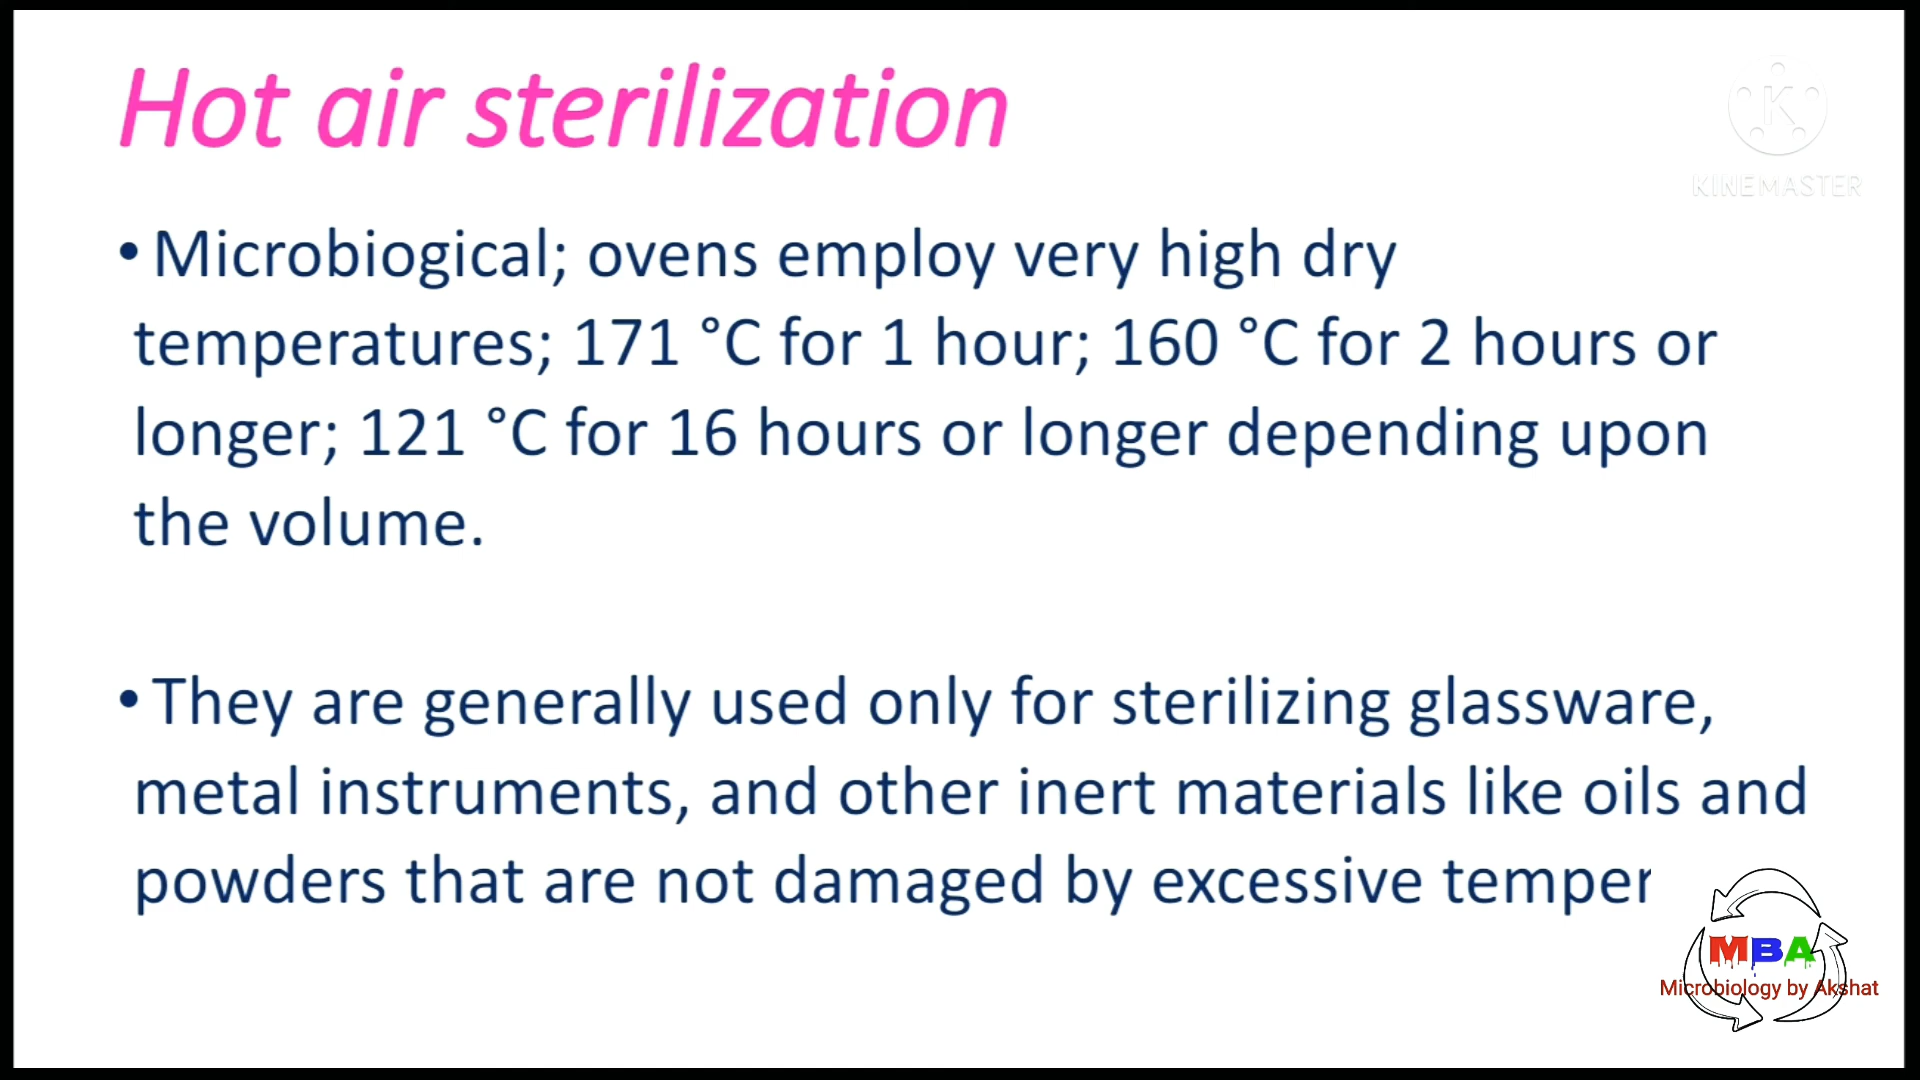 Hot air sterilization
K
KINEMASTER
• Microbiogical; ovens employ very high dry
temperatures; 171 °C for 1 hour; 160 °C for 2 hours or
longer; 121 °C for 16 hours or longer depending upon
the volume.
• They are generally used only for sterilizing glassware,
metal instruments, and other inert materials like oils and
powders that are not damaged by excessive temper
MBA
Microbiology by Akshat